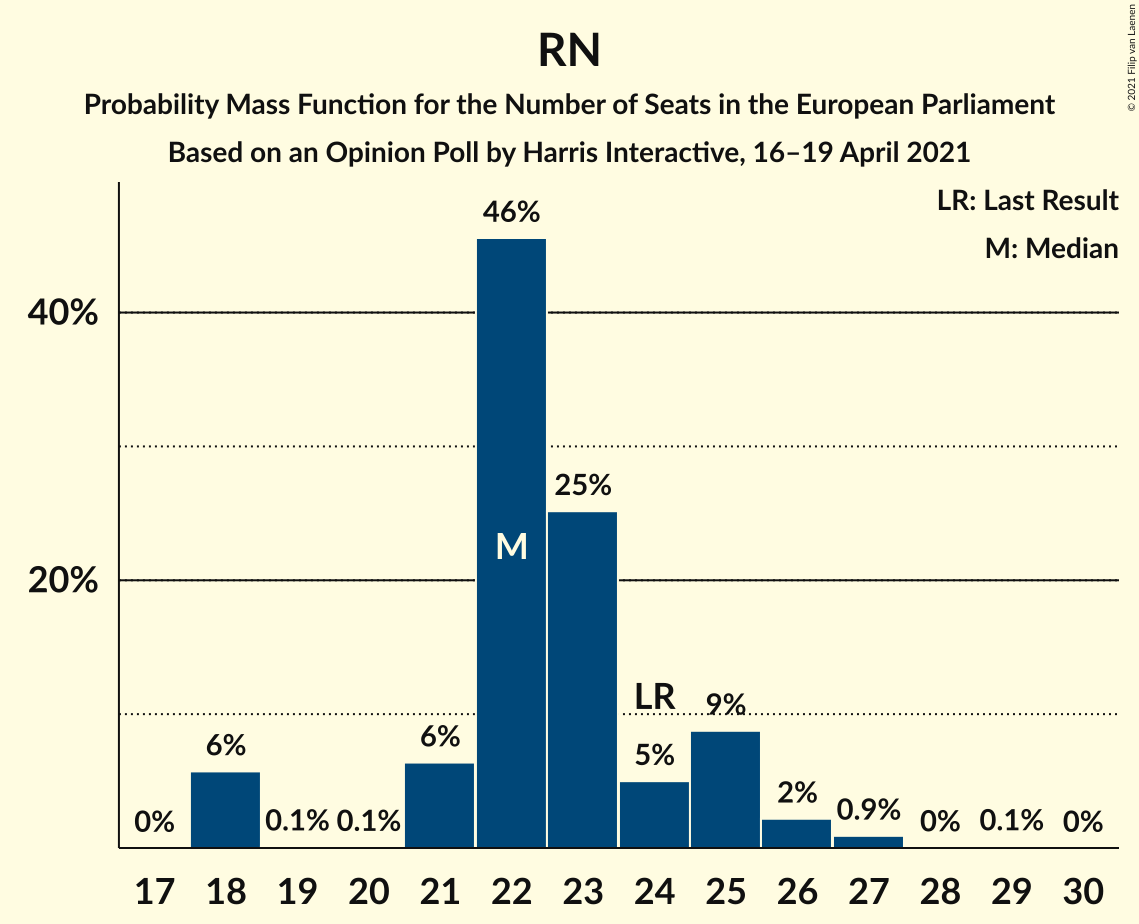 RN
Probability Mass Function for the Number of Seats in the European Parliament
Based on an Opinion Poll by Harris Interactive, 16–19 April 2021
© 2021 Filip van Laenen
LR: Last Result
M: Median
46%
40%
25%
M
20%
LR
9%
6%
6%
5%
2%
0%
0.1%
0.1%
0.9%
0%
0.1%
0%
17 18 19 20 21 22 23 24 25 26 27 28 29 30